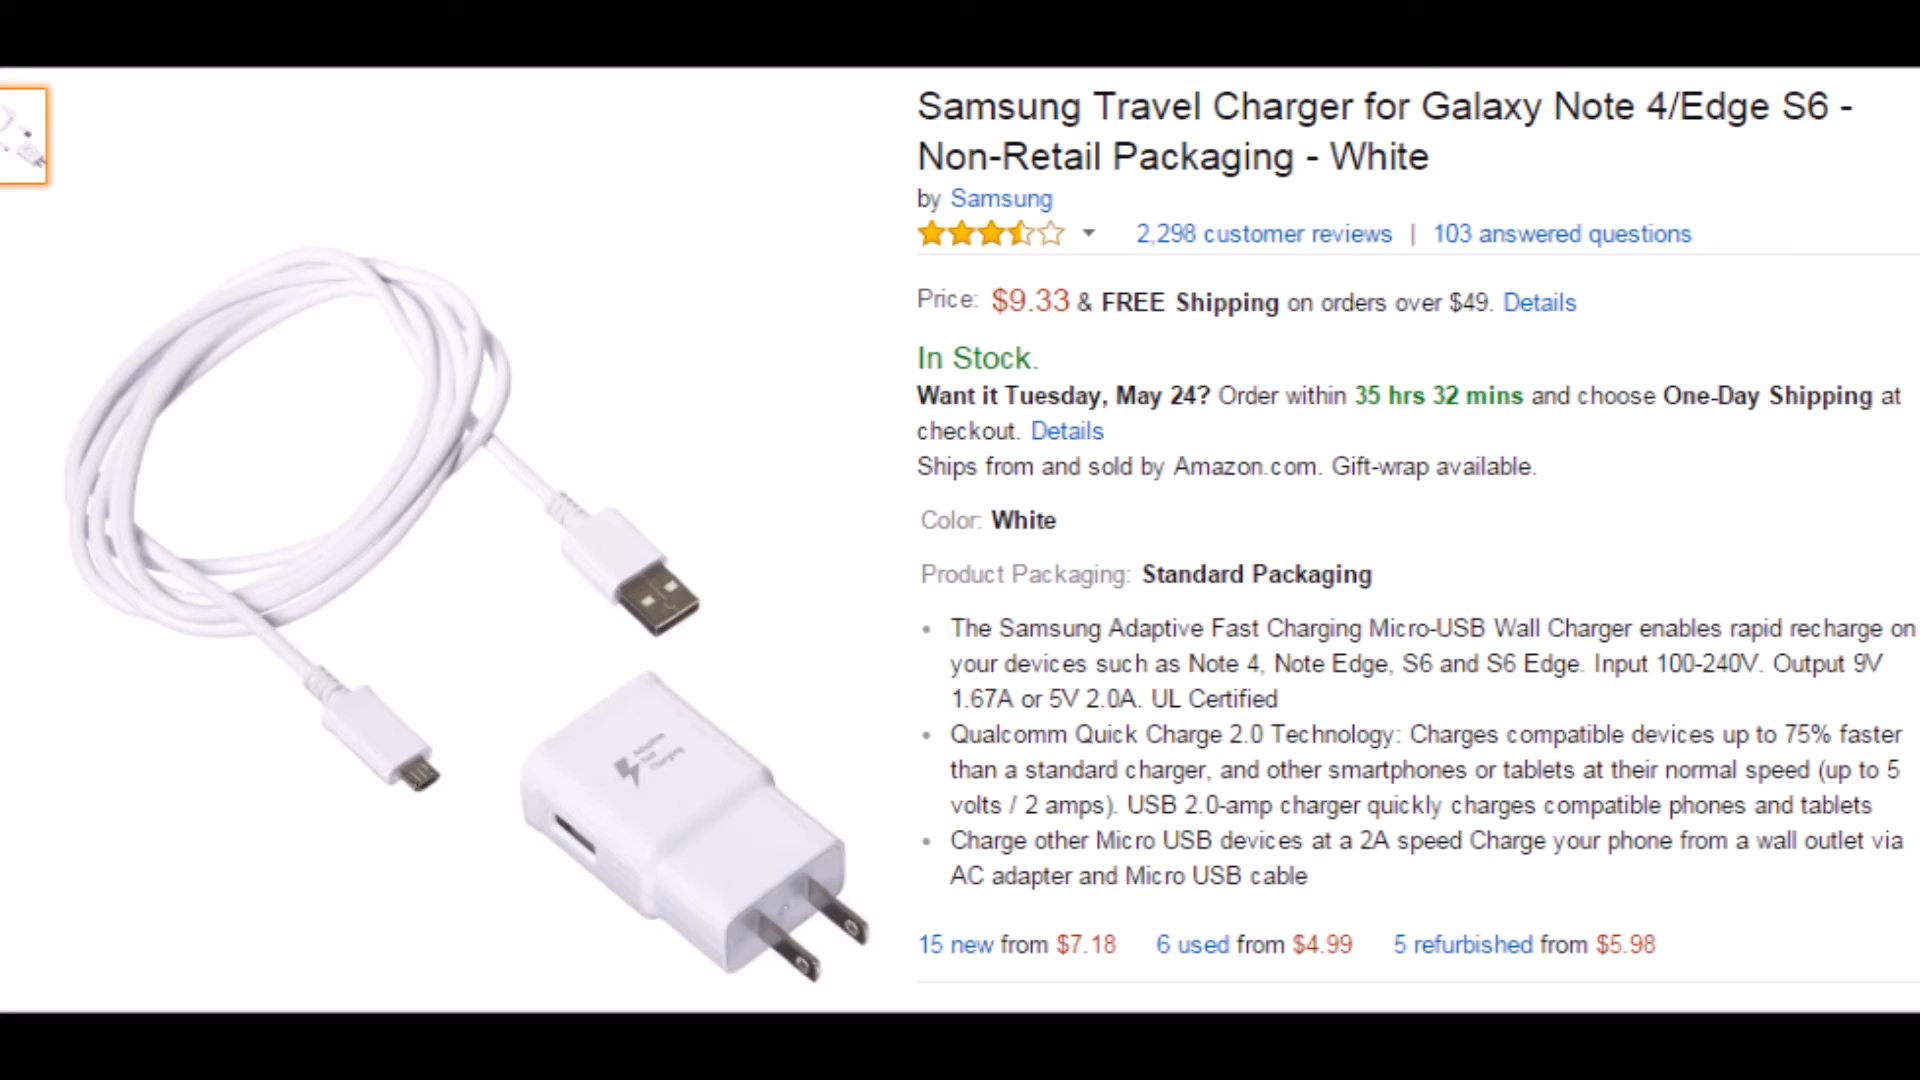 Samsung Travel Charger for Galaxy Note 4/Edge S6 -
Non-Retail Packaging - White
by Samsung
2,298 customer reviews | 103 answered questions
Price: $9.33 & FREE Shipping on orders over $49. Details
In Stock.
Want it Tuesday, May 24? Order within 35 hrs 32 mins and choose One-Day Shipping at
checkout. Details
Ships from and sold by Amazon.com. Gift-wrap available.
Color: White
Product Packaging: Standard Packaging
• The Samsung Adaptive Fast Charging Micro-USB Wall Charger enables rapid recharge on
your devices such as Note 4, Note Edge, S6 and S6 Edge. Input 100-240V. Output 9V
1.67A or 5V 2.0A. UL Certified
• Qualcomm Quick Charge 2.0 Technology: Charges compatible devices up to 75% faster
than a standard charger, and other smartphones or tablets at their normal speed (up to 5
volts / 2 amps). USB 2.0-amp charger quickly charges compatible phones and tablets
• Charge other Micro USB devices at a 2A speed Charge your phone from a wall outlet via
AC adapter and Micro USB cable
15 new from $7.18 6 used from $4.99 5 refurbished from $5.98
Adaptive
Fast
Charging